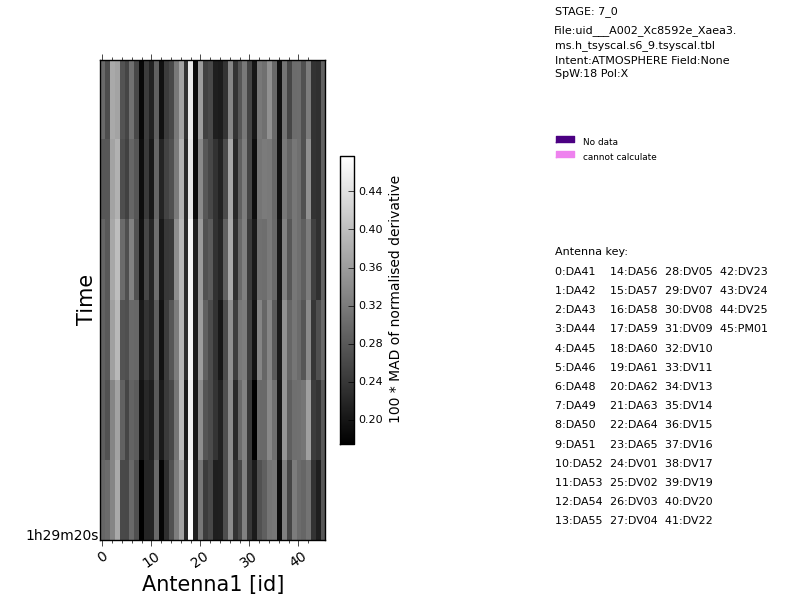 STAGE: 7_0
File:uid___A002_Xc8592e_Xaea3.
ms.h_tsyscal.s6_9.tsyscal.tbl
Intent:ATMOSPHERE Field:None
SpW:18 Pol:X
No data
cannot calculate
0.44
0.40
0.36
0.32
0.28
0.24
0.20
100 * MAD of normalised derivative
Time
1h29m20s
0 10 20 30 40
Antenna1 [id]
Antenna key:
0:DA41 14:DA56 28:DV05 42:DV23
1:DA42 15:DA57 29:DV07 43:DV24
2:DA43 16:DA58 30:DV08 44:DV25
3:DA44 17:DA59 31:DV09 45:PM01
4:DA45 18:DA60 32:DV10
5:DA46 19:DA61 33:DV11
6:DA48 20:DA62 34:DV13
7:DA49 21:DA63 35:DV14
8:DA50 22:DA64 36:DV15
9:DA51 23:DA65 37:DV16
10:DA52 24:DV01 38:DV17
11:DA53 25:DV02 39:DV19
12:DA54 26:DV03 40:DV20
13:DA55 27:DV04 41:DV22